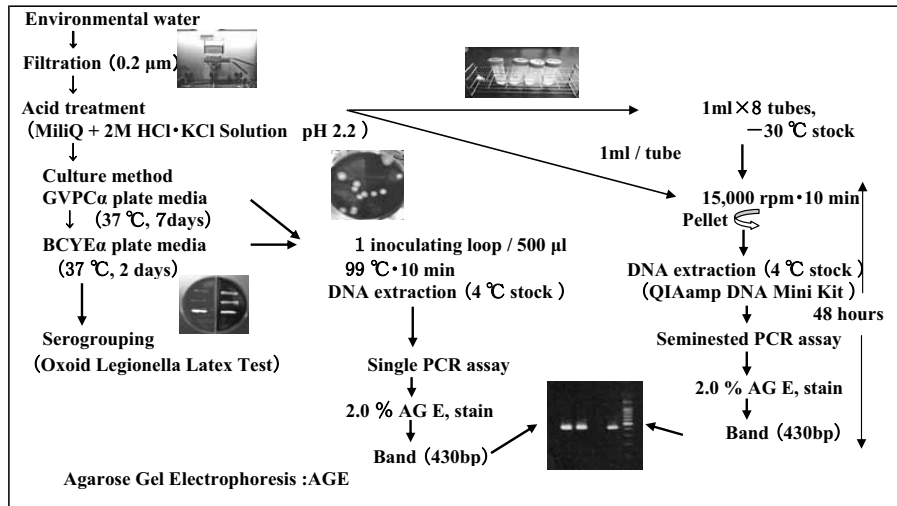 Environmental water
Filtration (0.2 μm)
Acid treatment
(MiliQ + 2M HCl・KCl Solution pH 2.2)
Culture method
GVPCα plate media
(37 ℃, 7days)
BCYEα plate media
(37 ℃, 2 days)
Serogrouping
(Oxoid Legionella Latex Test)
1 inoculating loop / 500 μl
99 ℃・10 min
DNA extraction (4 ℃ stock)
Single PCR assay
2.0 % AG E, stain
Band (430bp)
1ml×8 tubes,
－30 ℃ stock
1ml / tube
15,000 rpm・10 min
Pellet
DNA extraction (4 ℃ stock)
(QIAamp DNA Mini Kit)
48 hours
Seminested PCR assay
2.0 % AG E, stain
Band (430bp)
Agarose Gel Electrophoresis :AGE